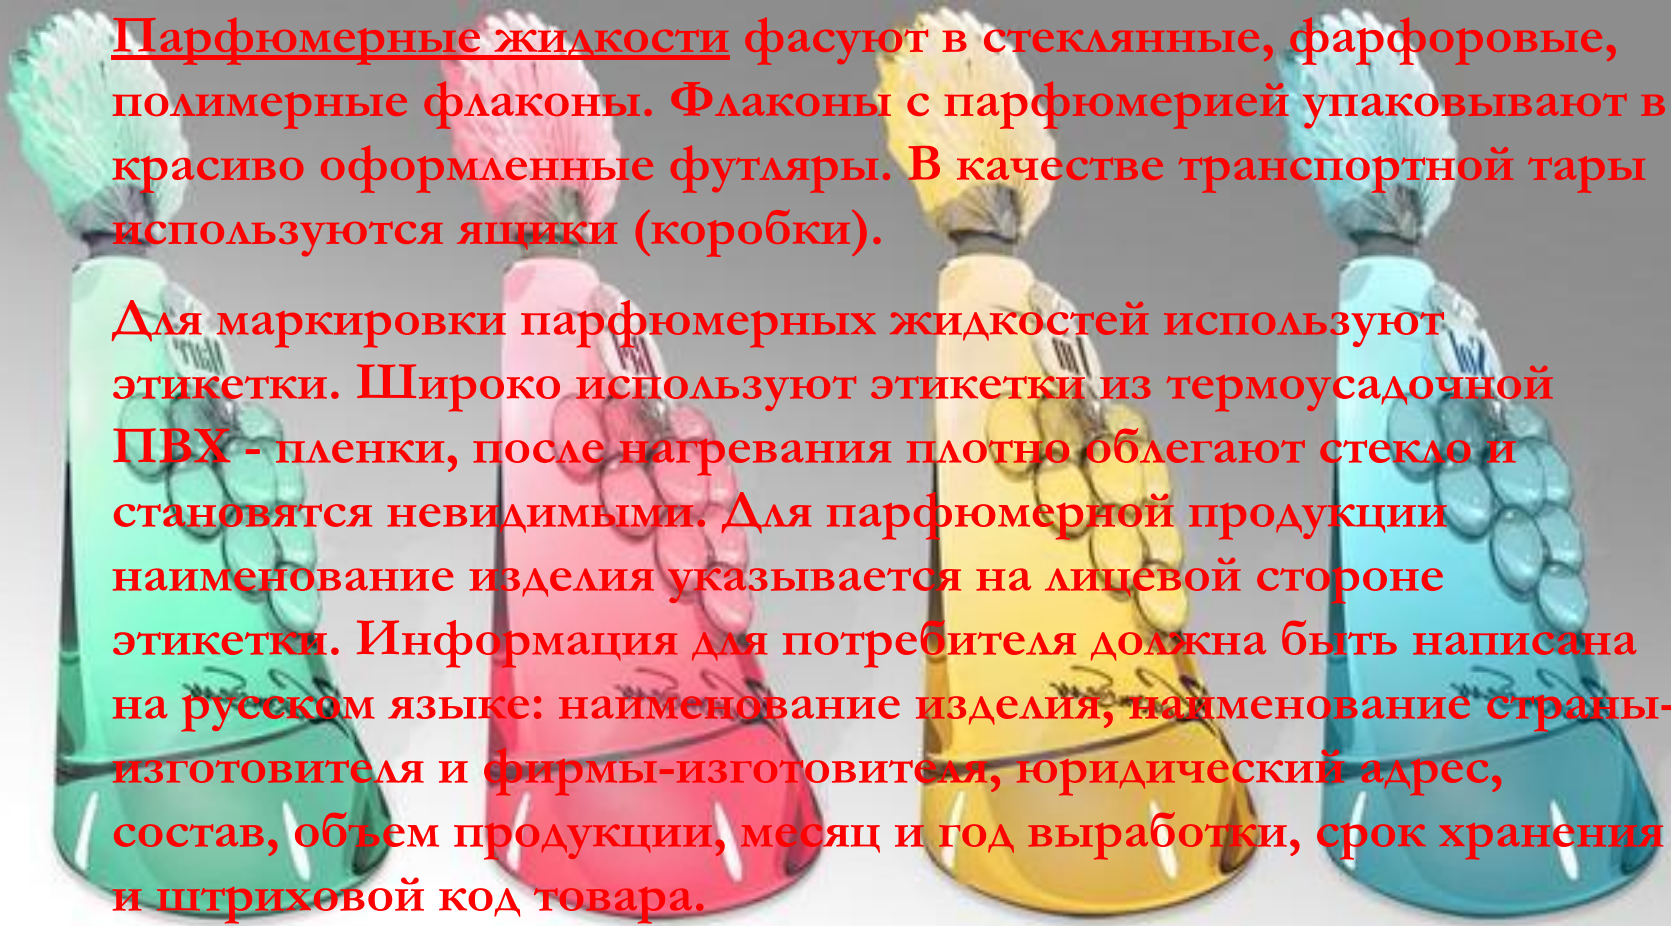 Парфюмерные жидкости фасуют в стеклянные, фарфоровые,
полимерные флаконы. Флаконы с парфюмерией упаковывают в
красиво оформленные футляры. В качестве транспортной тары
используются ящики (коробки).
Для маркировки парфюмерных жидкостей используют
этикетки. Широко используют этикетки из термоусадочной
ПВХ - пленки, после нагревания плотно облегают стекло и
становятся невидимыми. Для парфюмерной продукции
наименование изделия указывается на лицевой стороне
этикетки. Информация для потребителя должна быть написана
на русском языке: наименование изделия, наименование страны-
изготовителя и фирмы-изготовителя, юридический адрес,
состав, объем продукции, месяц и год выработки, срок хранения
и штриховой код товара.